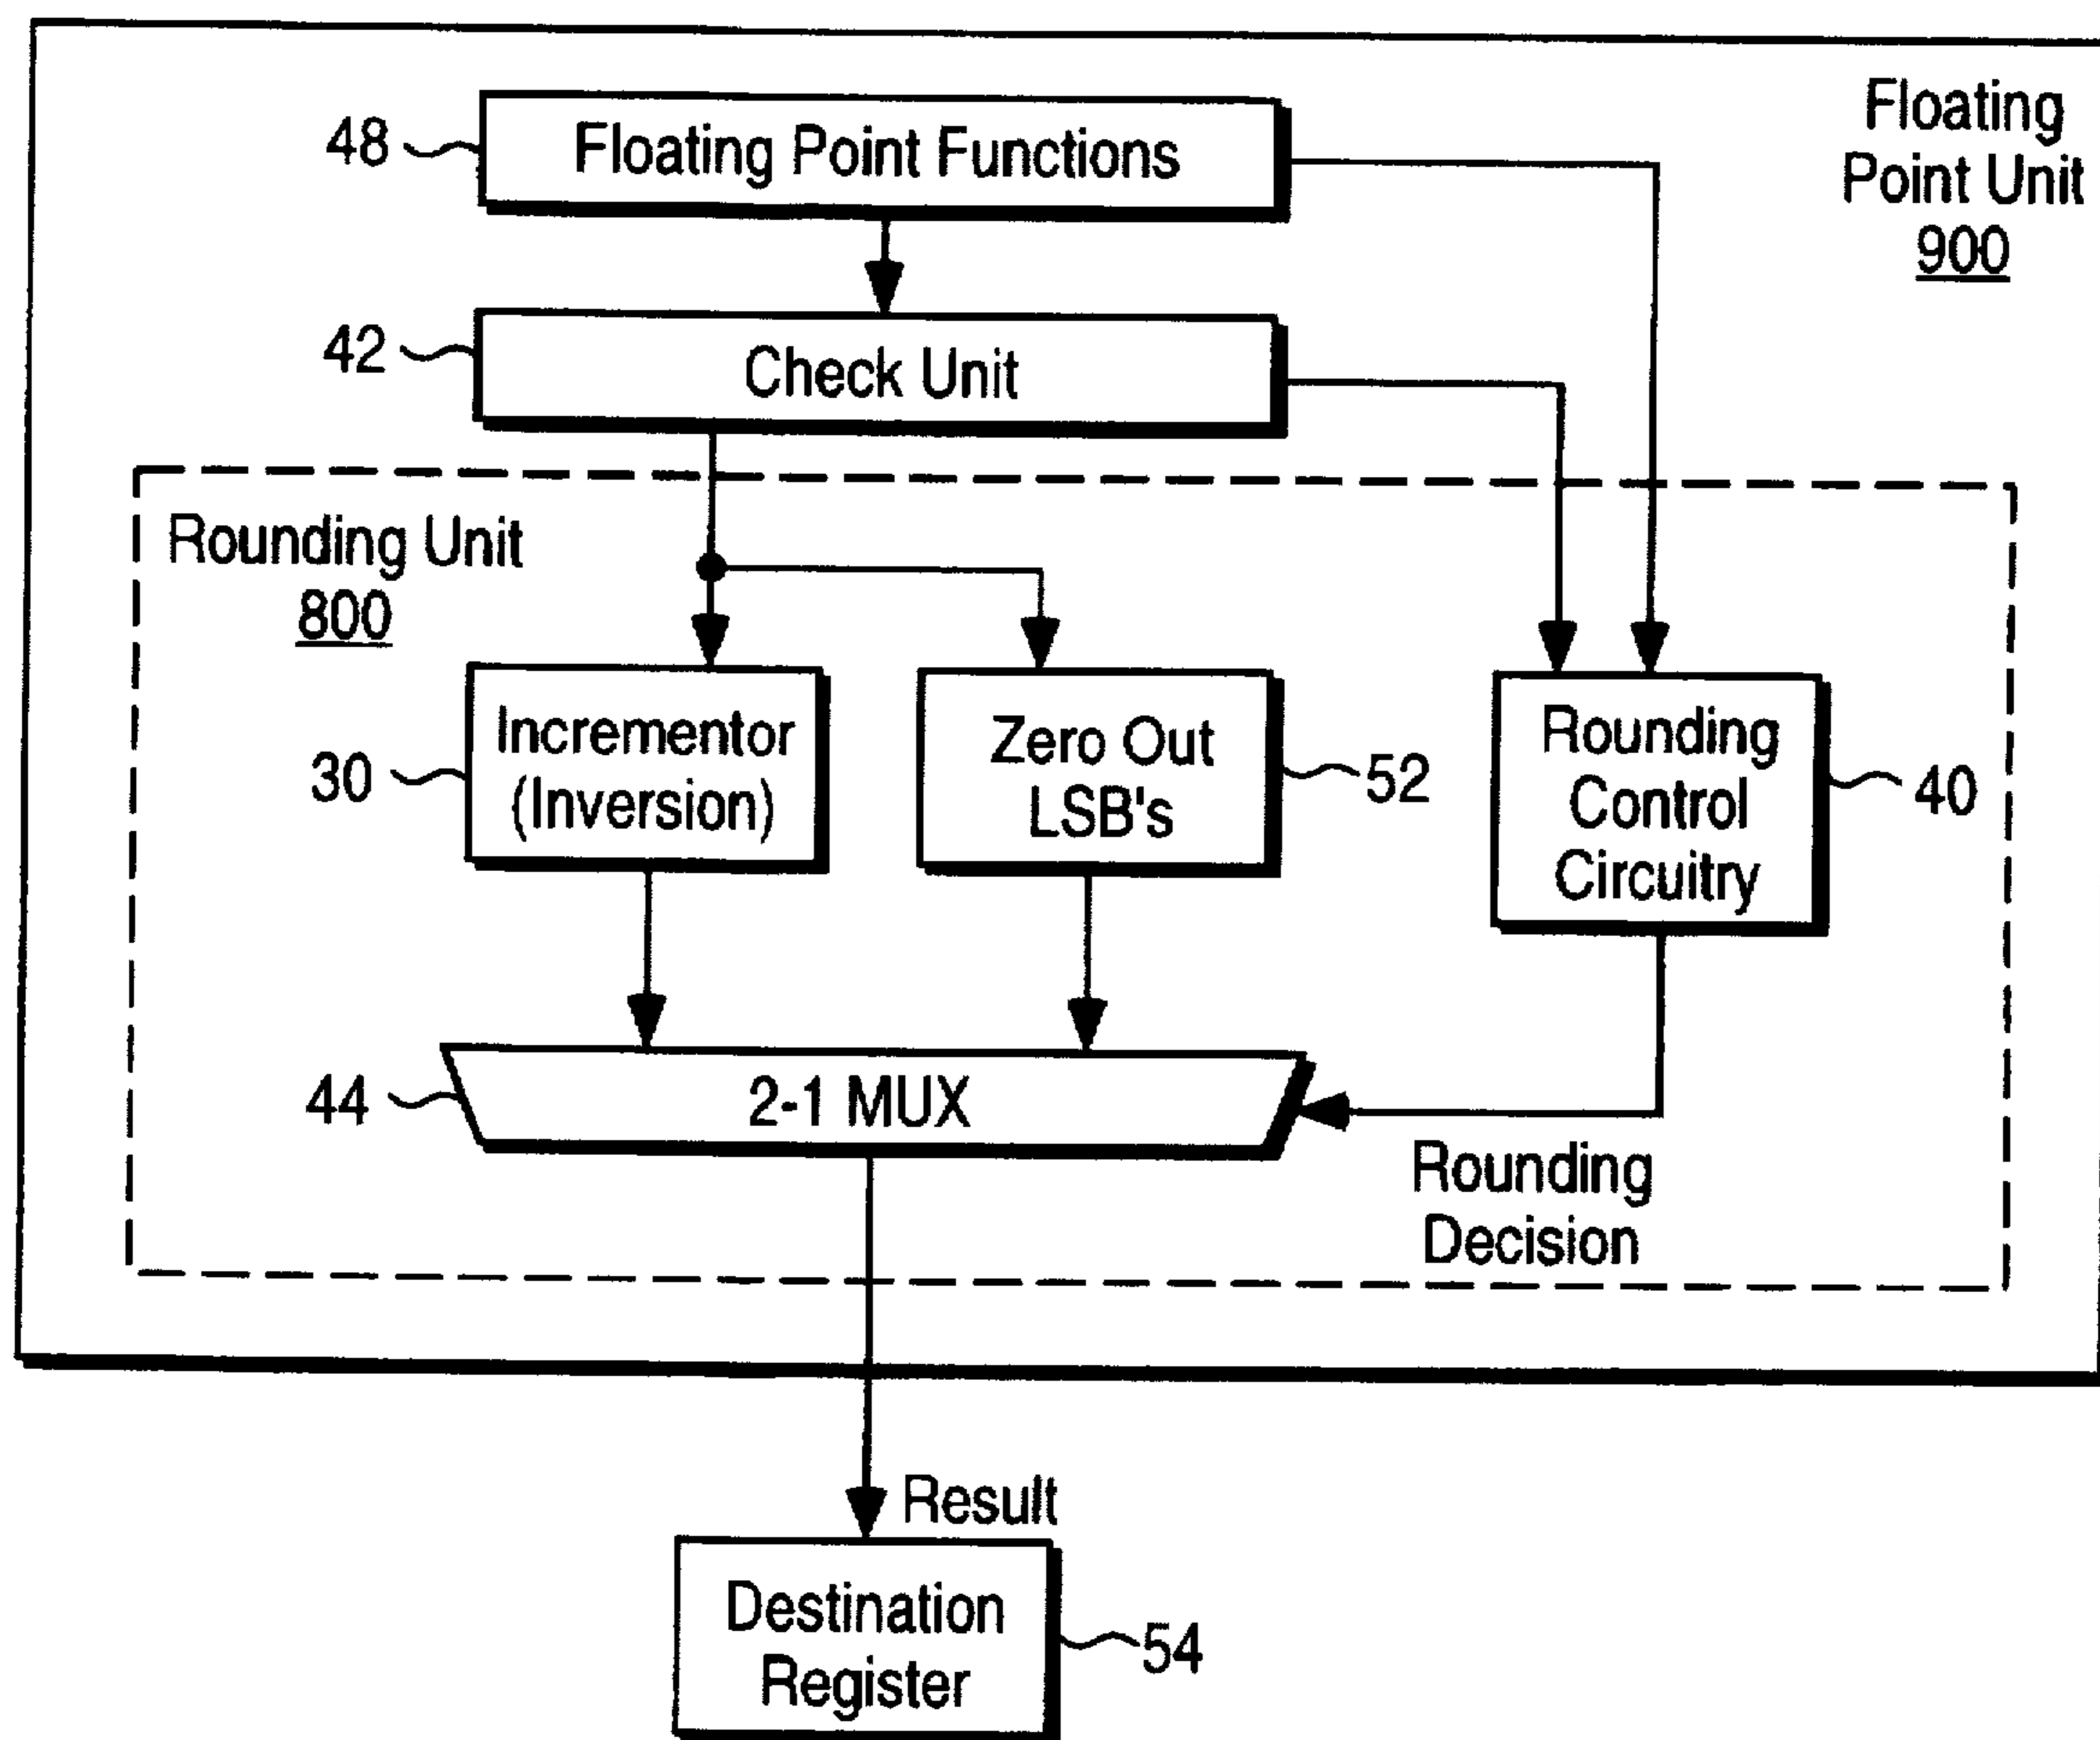 Floating
Point Unit
900
48
Floating Point Functions
42
Check Unit
Rounding Unit
800
30
Incrementor
(Inversion)
Zero Out
LSB's
52
Rounding
Control
Circuitry
40
44
2-1 MUX
Rounding
Decision
Result
Destination
Register
54